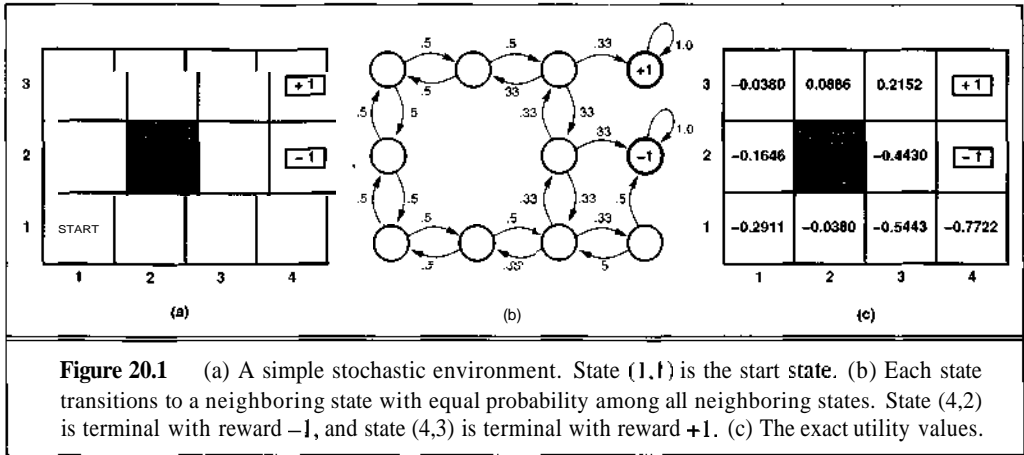 3 +1
2 -1
1 START
1 2 3 4
(a)
.5 .5 .33 +1 1.0
.5 .33
.5 5 .33 .33 33 1.0
-1
.5 .5 .33 .33 .5
.5 .5 .33
.5 .33 5
(b)
3 -0.0380 0.0886 0.2152 +1
2 -0.1646 -0.4430 -1
1 -0.2911 -0.0380 -0.5443 -0.7722
1 2 3 4
(c)
Figure 20.1 (a) A simple stochastic environment. State (1,1) is the start state. (b) Each state
transitions to a neighboring state with equal probability among all neighboring states. State (4,2)
is terminal with reward –1, and state (4,3) is terminal with reward +1. (c) The exact utility values.